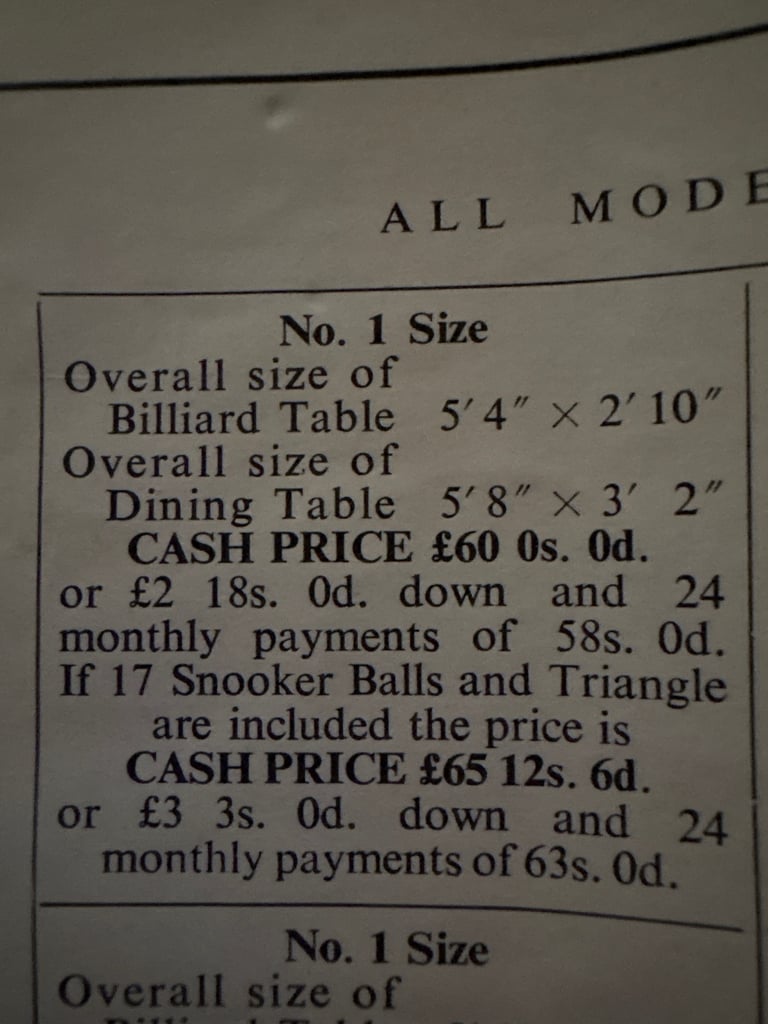 ALL MODE
No. 1 Size
Overall size of
Billiard Table 5′ 4″ × 2′ 10″
Overall size of
Dining Table 5′ 8″ × 3′ 2″
CASH PRICE £60 0s. 0d.
or £2 18s. 0d. down and 24
monthly payments of 58s. 0d.
If 17 Snooker Balls and Triangle
are included the price is
CASH PRICE £65 12s. 6d.
or £3 3s. 0d. down and 24
monthly payments of 63s. 0d.
No. 1 Size
Overall size of